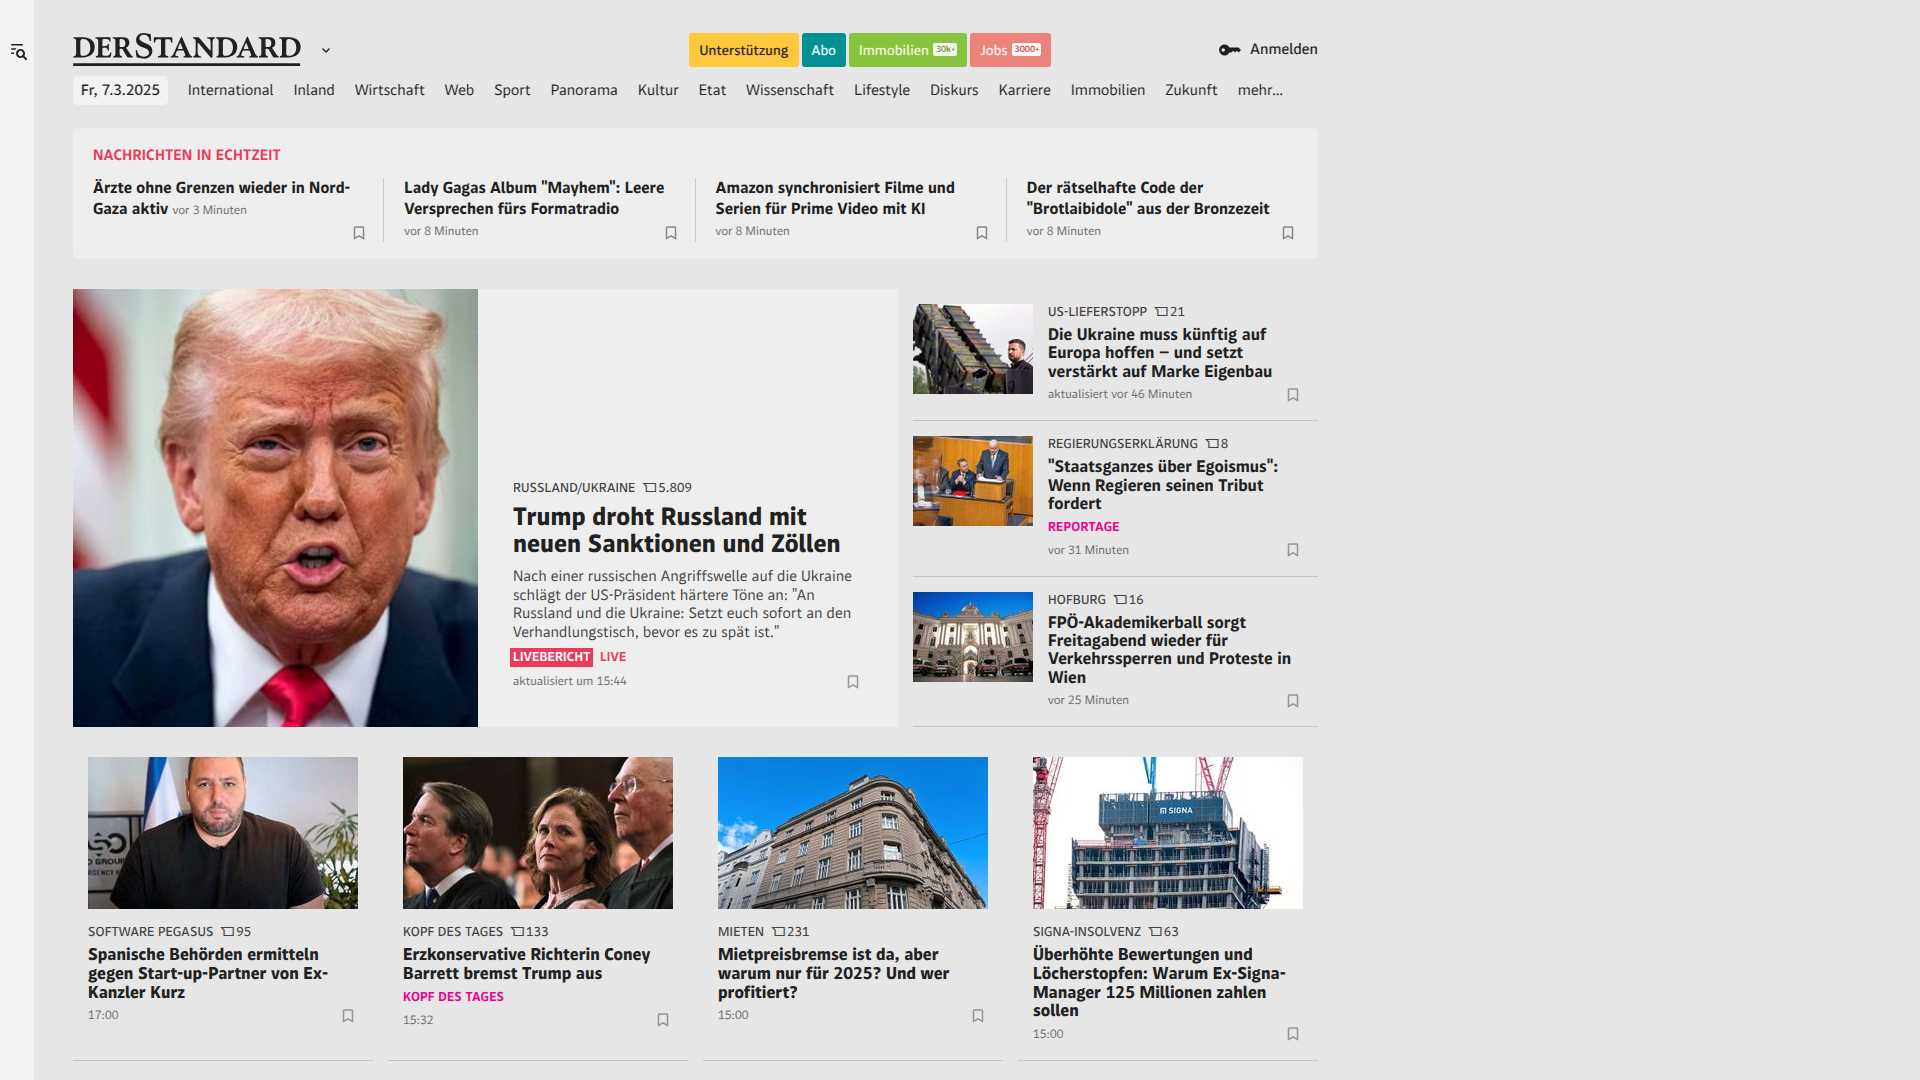 DERSTANDARD
Unterstützung
Abo
Immobilien 30k+
Jobs 3000+
Anmelden
Fr, 7.3.2025
International
Inland
Wirtschaft
Web
Sport
Panorama
Kultur
Etat
Wissenschaft
Lifestyle
Diskurs
Karriere
Immobilien
Zukunft
mehr...
NACHRICHTEN IN ECHTZEIT
Ärzte ohne Grenzen wieder in Nord-
Gaza aktiv vor 3 Minuten
Lady Gagas Album "Mayhem": Leere
Versprechen fürs Formatradio
vor 8 Minuten
Amazon synchronisiert Filme und
Serien für Prime Video mit KI
vor 8 Minuten
Der rätselhafte Code der
"Brotlaibidole" aus der Bronzezeit
vor 8 Minuten
RUSSLAND/UKRAINE 5.809
Trump droht Russland mit
neuen Sanktionen und Zöllen
Nach einer russischen Angriffswelle auf die Ukraine
schlägt der US-Präsident härtere Töne an: "An
Russland und die Ukraine: Setzt euch sofort an den
Verhandlungstisch, bevor es zu spät ist."
LIVEBERICHT LIVE
aktualisiert um 15:44
US-LIEFERSTOPP 21
Die Ukraine muss künftig auf
Europa hoffen – und setzt
verstärkt auf Marke Eigenbau
aktualisiert vor 46 Minuten
REGIERUNGSERKLÄRUNG 8
"Staatsganzes über Egoismus":
Wenn Regieren seinen Tribut
fordert
REPORTAGE
vor 31 Minuten
HOFBURG 16
FPÖ-Akademikerball sorgt
Freitagabend wieder für
Verkehrssperren und Proteste in
Wien
vor 25 Minuten
SOFTWARE PEGASUS 95
Spanische Behörden ermitteln
gegen Start-up-Partner von Ex-
Kanzler Kurz
17:00
KOPF DES TAGES 133
Erzkonservative Richterin Coney
Barrett bremst Trump aus
KOPF DES TAGES
15:32
MIETEN 231
Mietpreisbremse ist da, aber
warum nur für 2025? Und wer
profitiert?
15:00
SIGNA
SIGNA-INSOLVENZ 63
Überhöhte Bewertungen und
Löcherstopfen: Warum Ex-Signa-
Manager 125 Millionen zahlen
sollen
15:00